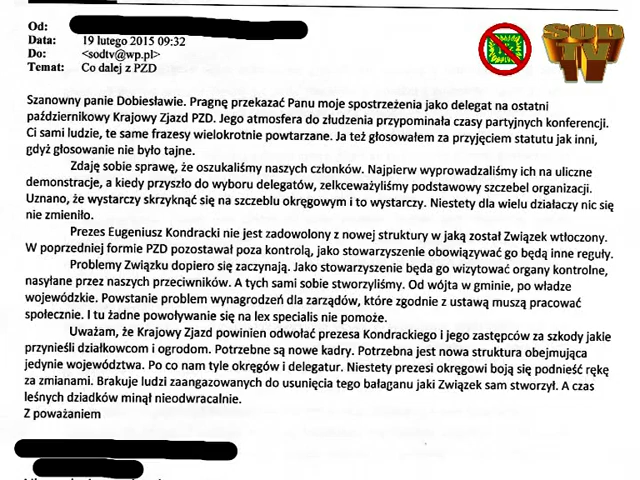 Od:
Data: 19 lutego 2015 09:32
Do: <sodtv@wp.pl>
Temat: Co dalej z PZD
SOD
TV
Szanowny panie Dobiesławie. Pragnę przekazać Panu moje spostrzeżenia jako delegat na ostatni
październikowy Krajowy Zjazd PZD. Jego atmosfera do złudzenia przypominała czasy partyjnych konferencji.
Ci sami ludzie, te same frazesy wielokrotnie powtarzane. Ja też głosowałem za przyjęciem statutu jak inni,
gdyż głosowanie nie było tajne.
Zdaję sobie sprawę, że oszukaliśmy naszych członków. Najpierw wyprowadzaliśmy ich na uliczne
demonstracje, a kiedy przyszło do wyboru delegatów, zelkceważyliśmy podstawowy szczebel organizacji.
Uznano, że wystarczy skrzyknąć się na szczeblu okręgowym i to wystarczy. Niestety dla wielu działaczy nic się
nie zmieniło.
Prezes Eugeniusz Kondracki nie jest zadowolony z nowej struktury w jaką został Związek wtłoczony.
W poprzedniej formie PZD pozostawał poza kontrolą, jako stowarzyszenie obowiązywać go będą inne reguły.
Problemy Związku dopiero się zaczynają. Jako stowarzyszenie będa go wizytować organy kontrolne,
nasyłane przez naszych przeciwników. A tych sami sobie stworzyliśmy. Od wójta w gminie, po władze
wojewódzkie. Powstanie problem wynagrodzeń dla zarządów, które zgodnie z ustawą muszą pracować
społecznie. I tu żadne powoływanie się na lex specialis nie pomoże.
Uważam, że Krajowy Zjazd powinien odwołać prezesa Kondrackiego i jego zastępców za szkody jakie
przynieśli działkowcom i ogrodom. Potrzebne są nowe kadry. Potrzebna jest nowa struktura obejmująca
jedynie województwa. Po co nam tyle okręgów i delegatur. Niestety prezesi okręgowi boją się podnieść rękę
za zmianami. Brakuje ludzi zaangazowanych do usunięcia tego bałaganu jaki Związek sam stworzył. A czas
leśnych dziadków minął nieodwracalnie.
Z poważaniem